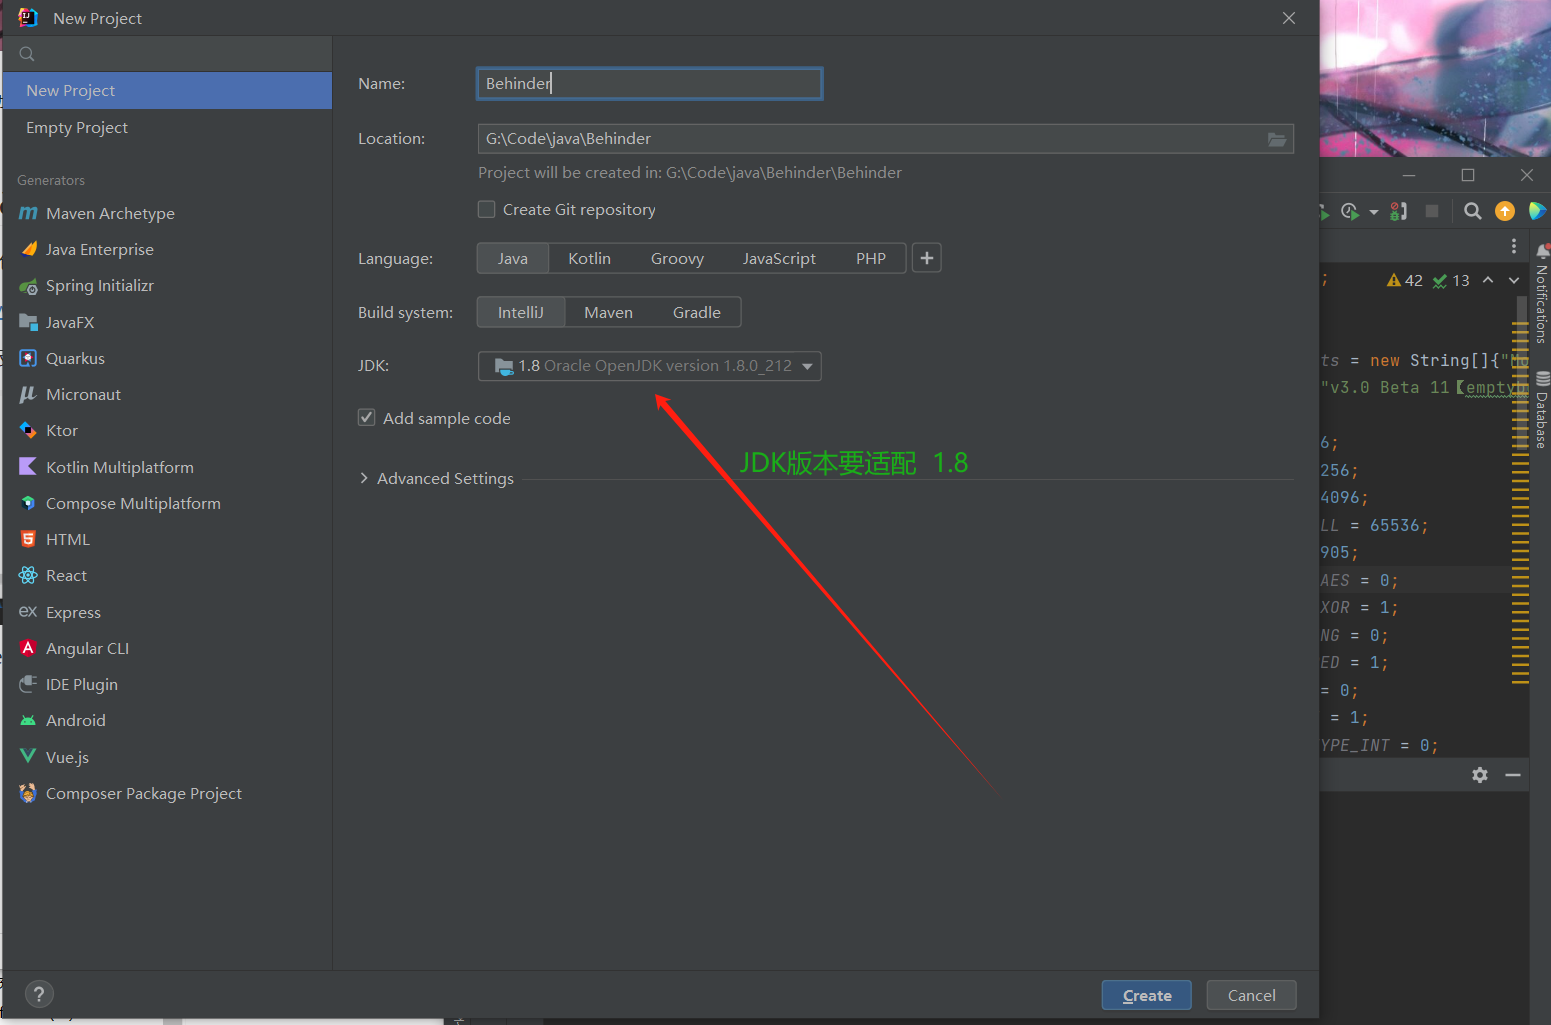 New Project
New Project
Empty Project
Generators
Maven Archetype
Java Enterprise
Spring Initializr
JavaFX
Quarkus
Micronaut
Ktor
Kotlin Multiplatform
Compose Multiplatform
HTML
React
ex Express
Angular CLI
IDE Plugin
Android
Vue.js
Composer Package Project
Name: Behinder
Location: G:\Code\java\Behinder
Project will be created in: G:\Code\java\Behinder\Behinder
Create Git repository
Language: Java Kotlin Groovy JavaScript PHP +
Build system: IntelliJ Maven Gradle
JDK: 1.8 Oracle OpenJDK version 1.8.0_212
Add sample code
JDK版本要适配 1.8
Advanced Settings
? Create Cancel
; 42 13
ts = new String[]{"Mo
"v3.0 Beta 11【empty
6;
256;
4096;
LL = 65536;
905;
AES = 0;
XOR = 1;
NG = 0;
ED = 1;
= 0;
= 1;
YPE_INT = 0;
Notifications
Database